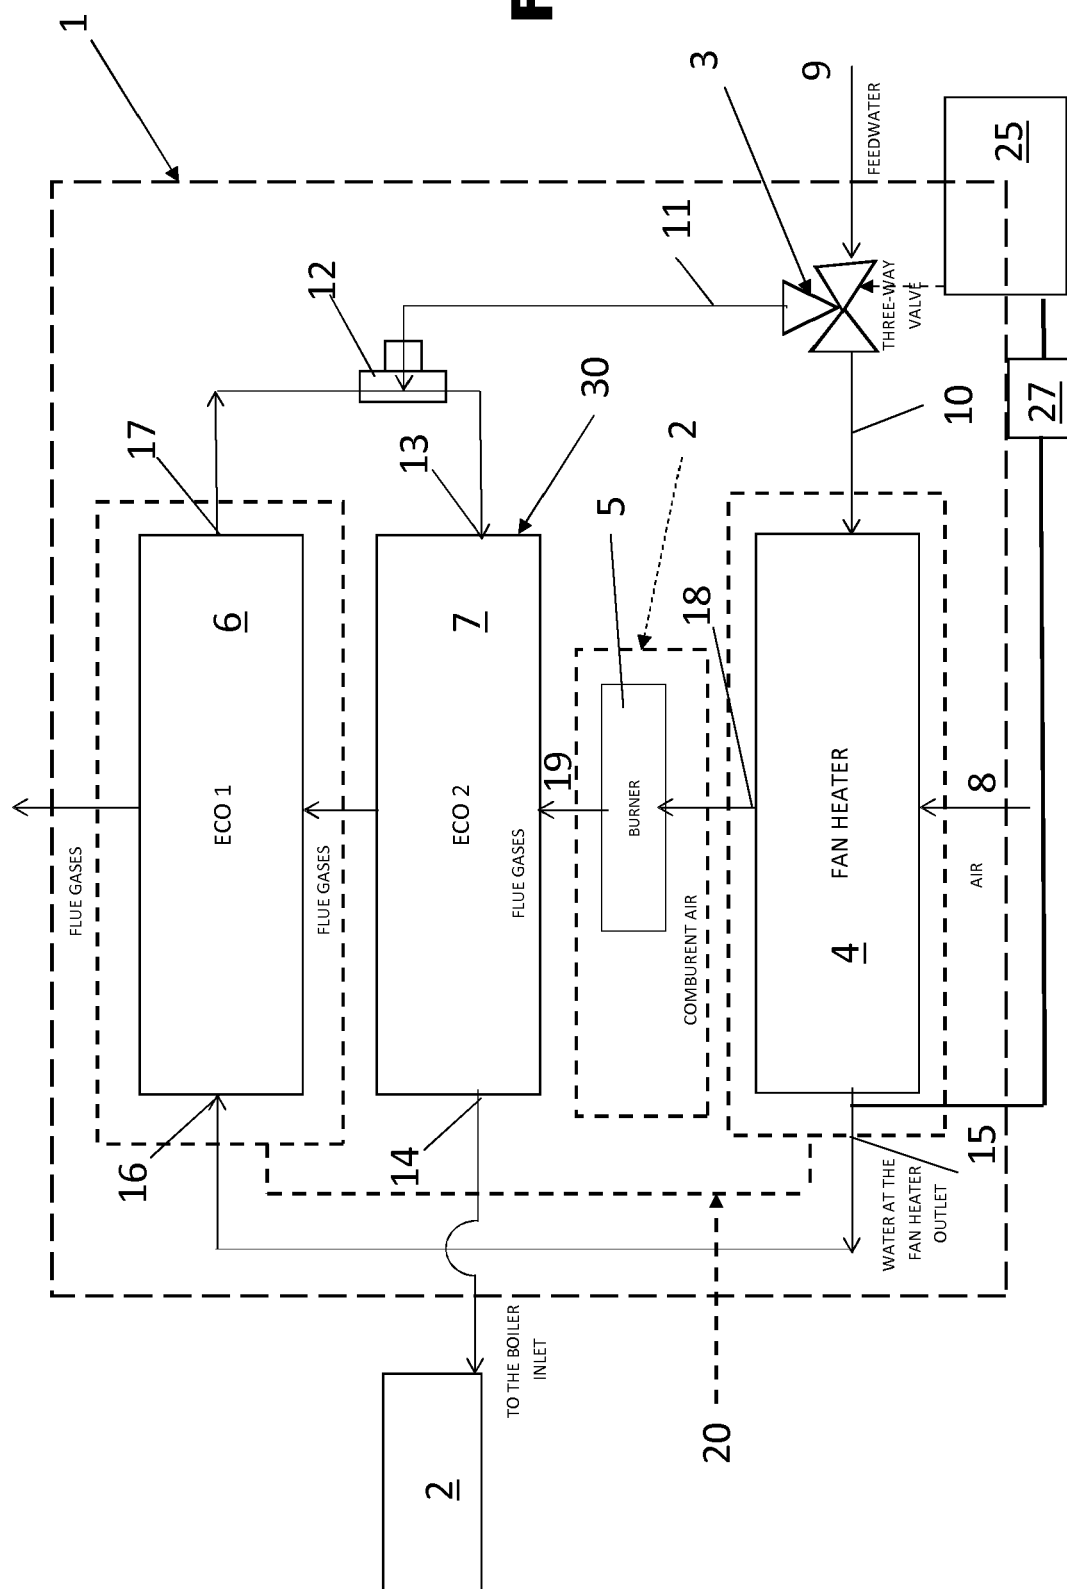 1
FLUE GASES
16
17
ECO 1
6
12
FLUE GASES
14
13
2
ECO 2
7
TO THE BOILER
INLET
FLUE GASES
F
19
30
5
BURNER
11
2
COMBURENT AIR
18
3
20
9
4
FAN HEATER
FEEDWATER
THREE-WAY
VALVE
WATER AT THE
FAN HEATER
OUTLET
10
15
AIR
8
25
27